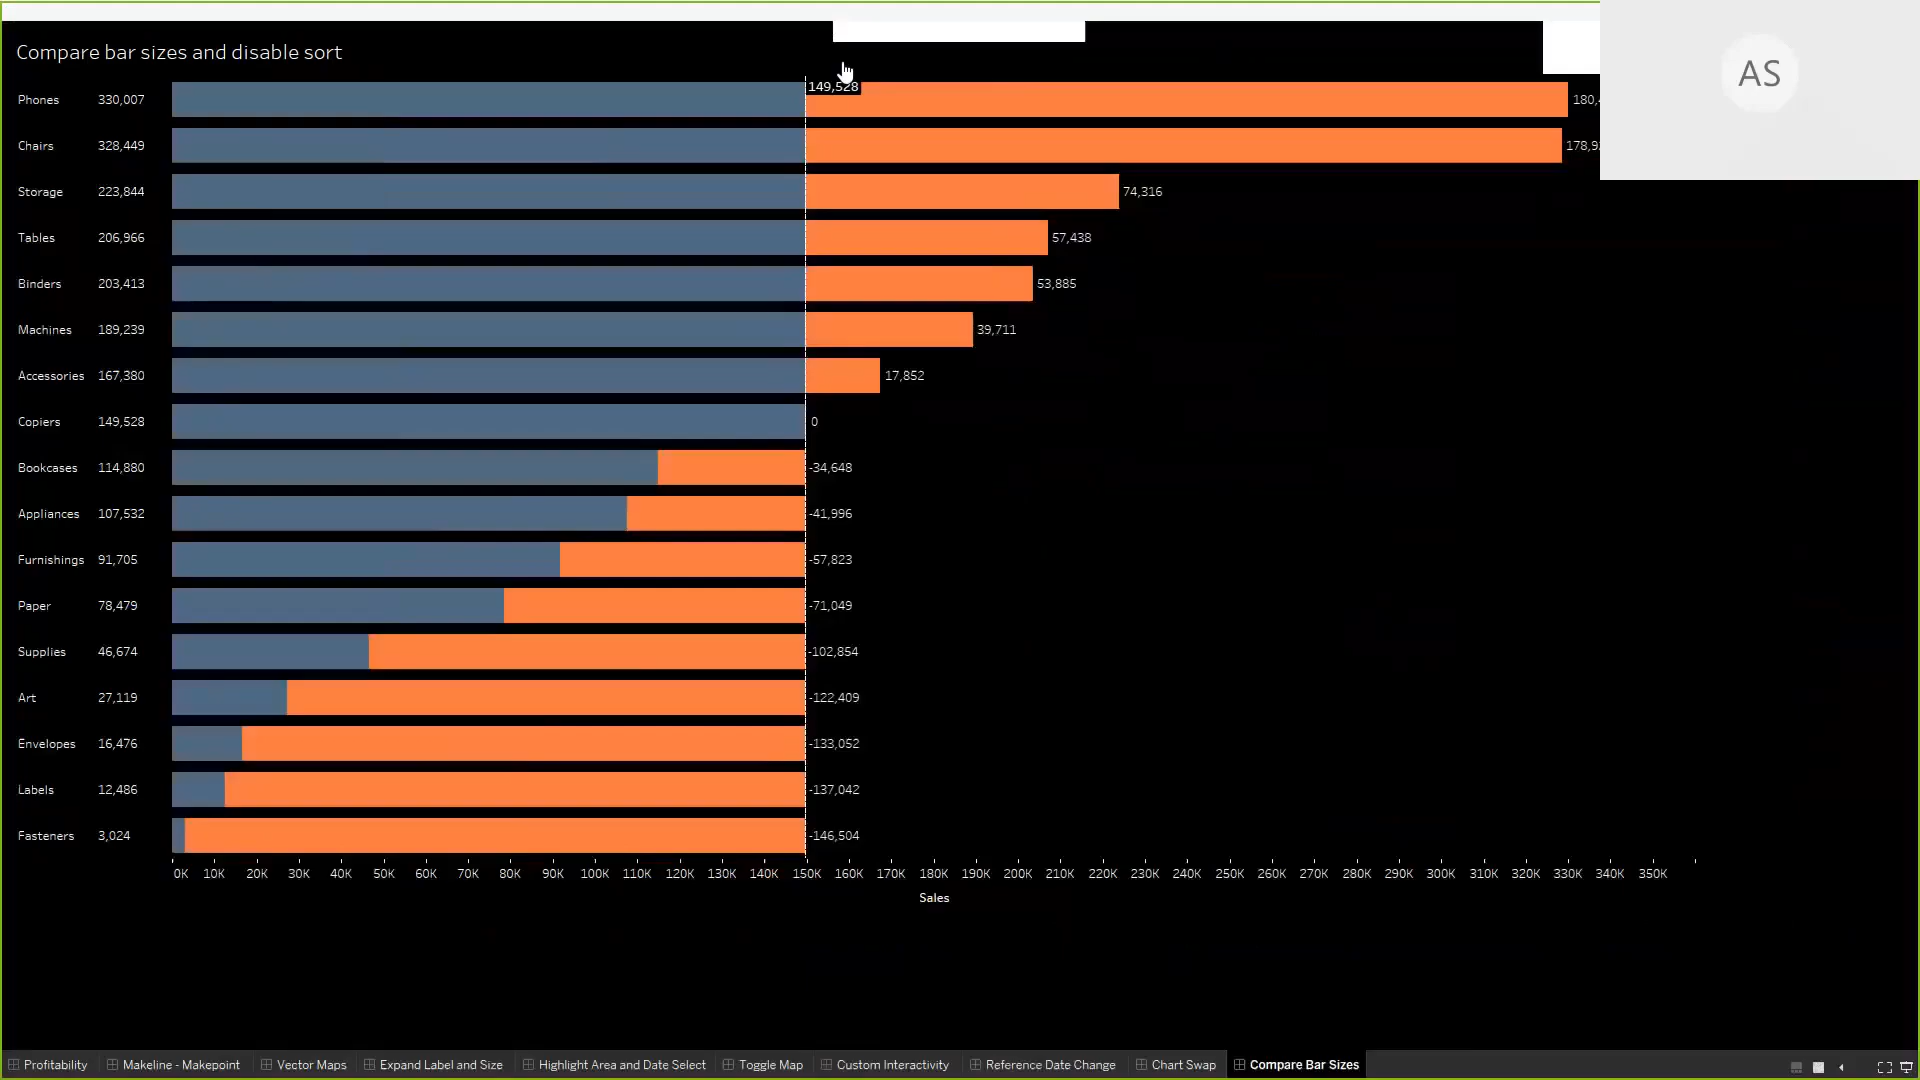 Compare bar sizes and disable sort
AS
149,528
Phones 330,007
Chairs 328,449
Storage 223,844 74,316
Tables 206,966 57,438
Binders 203,413 53,885
Machines 189,239 39,711
Accessories 167,380 17,852
Copiers 149,528 0
Bookcases 114,880 -34,648
Appliances 107,532 -41,996
Furnishings 91,705 -57,823
Paper 78,479 -71,049
Supplies 46,674 -102,854
Art 27,119 -122,409
Envelopes 16,476 -133,052
Labels 12,486 -137,042
Fasteners 3,024 -146,504
0K 10K 20K 30K 40K 50K 60K 70K 80K 90K 100K 110K 120K 130K 140K 150K 160K 170K 180K 190K 200K 210K 220K 230K 240K 250K 260K 270K 280K 290K 300K 310K 320K 330K 340K 350K
Sales
Profitability Makeline - Makepoint Vector Maps Expand Label and Size Highlight Area and Date Select Toggle Map Custom Interactivity Reference Date Change Chart Swap Compare Bar Sizes